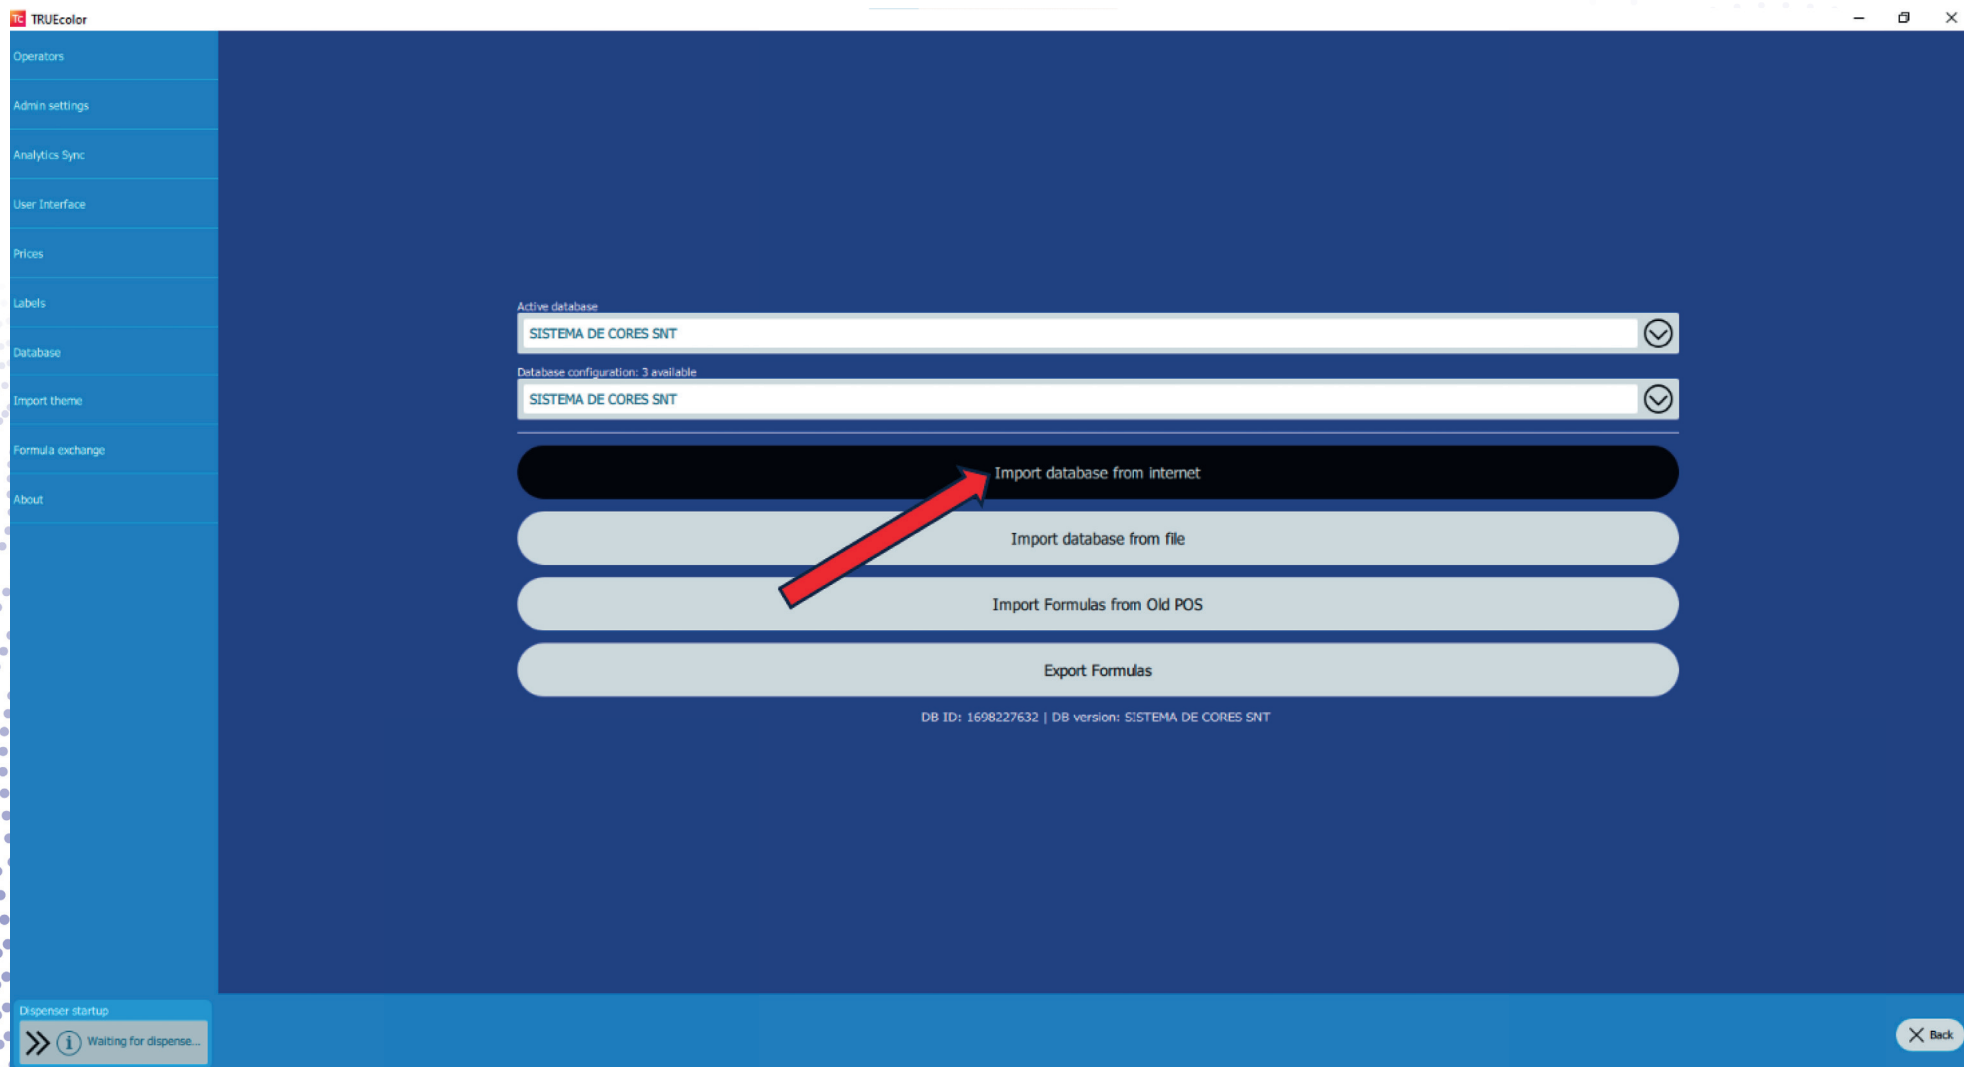 TC TRUEcolor
Operators
Admin settings
Analytics Sync
User Interface
Prices
Labels
Database
Import theme
Formula exchange
About
Active database
SISTEMA DE CORES SNT
Database configuration: 3 available
SISTEMA DE CORES SNT
Import database from internet
Import database from file
Import Formulas from Old POS
Export Formulas
DB ID: 1698227632 | DB version: SISTEMA DE CORES SNT
Dispenser startup
Waiting for dispense...
Back